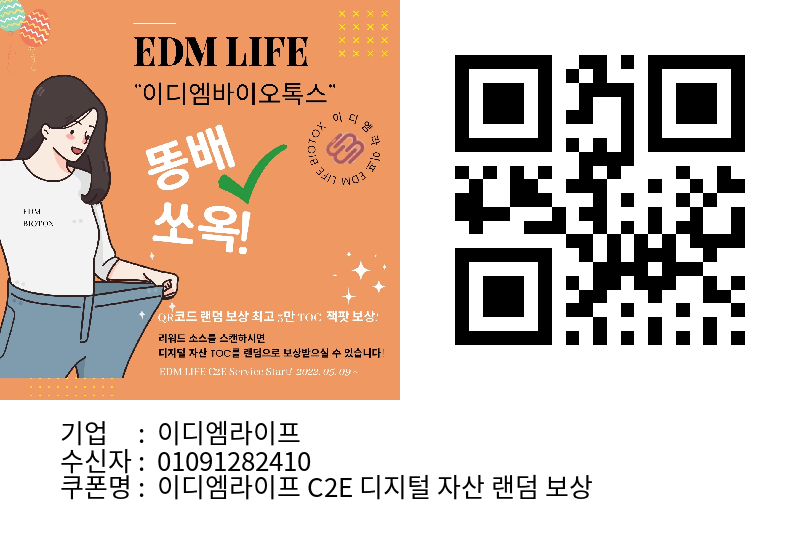 EDM LIFE
"이디엠바이오톡스"
이디엠라이프 EDM LIFE BIOTOX
똥배
쏘옥!
EDM
BIOTOX
QR코드 랜덤 보상 최고 5만 TOC 잭팟 보상!
리워드 소스를 스캔하시면
디지털 자산 TOC를 랜덤으로 보상받으실 수 있습니다!
EDM LIFE C2E Service Start! 2022. 05. 09 ~
기업 : 이디엠라이프
수신자 : 01091282410
쿠폰명 : 이디엠라이프 C2E 디지털 자산 랜덤 보상